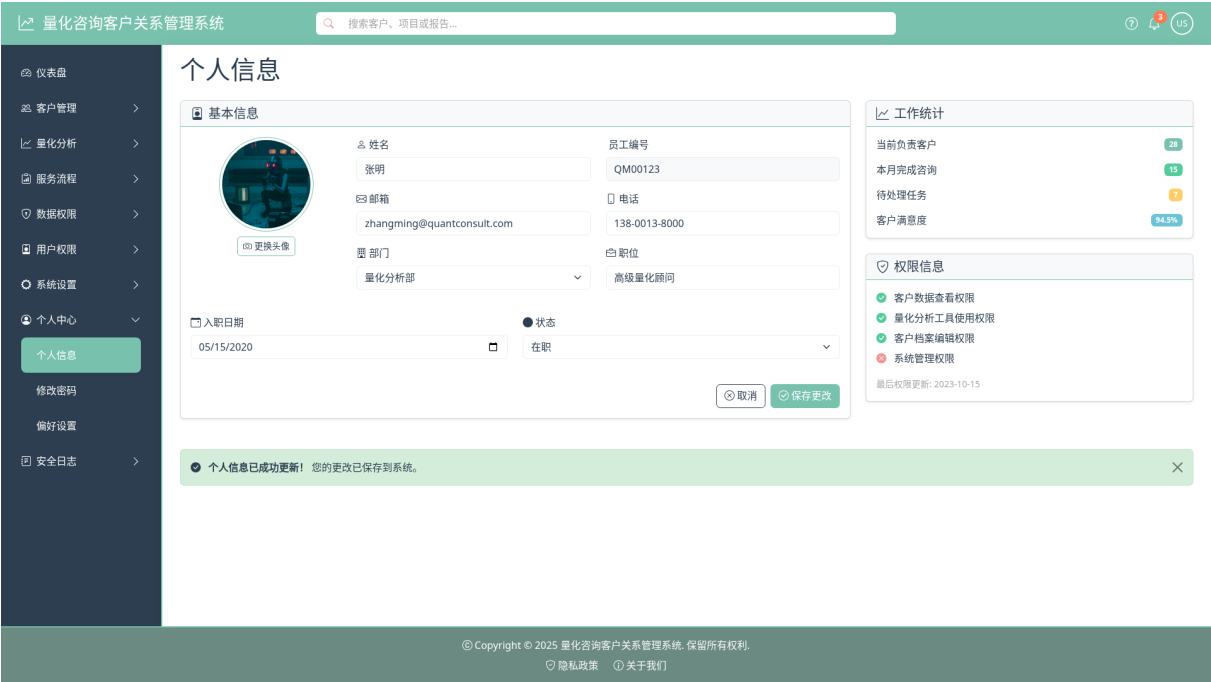 量化咨询客户关系管理系统
搜索客户、项目或报告...
3
US
仪表盘
客户管理
量化分析
服务流程
数据权限
用户权限
系统设置
个人中心
个人信息
修改密码
偏好设置
安全日志
个人信息
基本信息
更换头像
姓名
张明
员工编号
QM00123
邮箱
zhangming@quantconsult.com
电话
138-0013-8000
部门
量化分析部
职位
高级量化顾问
入职日期
05/15/2020
状态
在职
取消
保存更改
工作统计
当前负责客户 28
本月完成咨询 15
待处理任务 7
客户满意度 94.5%
权限信息
客户数据查看权限
量化分析工具使用权限
客户档案编辑权限
系统管理权限
最后权限更新: 2023-10-15
个人信息已成功更新! 您的更改已保存到系统。
© Copyright © 2025 量化咨询客户关系管理系统. 保留所有权利.
隐私政策 关于我们